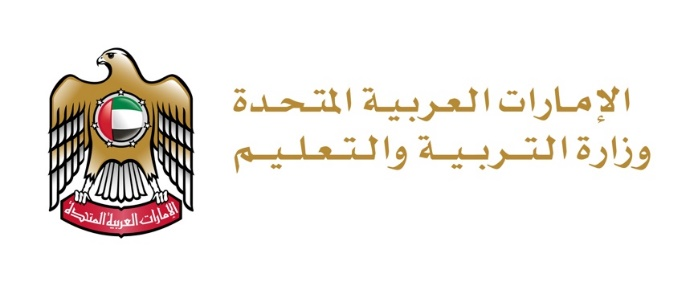 الإمارات العربية المتحدة
وزارة التربية والتعليم
الإمارات العربية المتحدة